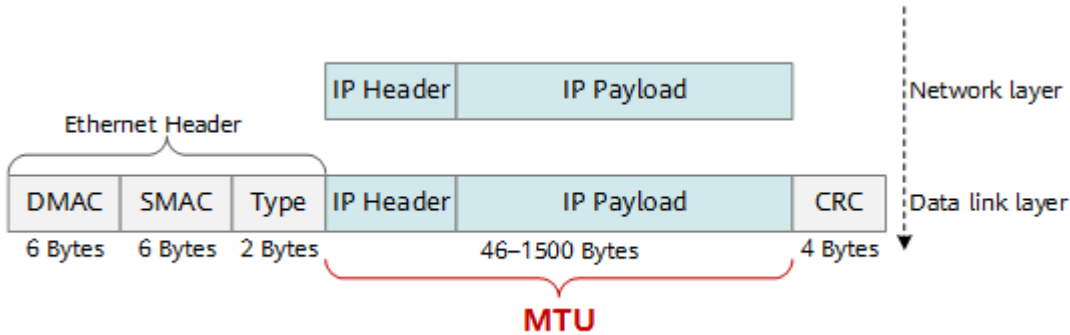 IP Header IP Payload Network layer
Ethernet Header
DMAC SMAC Type IP Header IP Payload CRC Data link layer
6 Bytes 6 Bytes 2 Bytes 46–1500 Bytes 4 Bytes
MTU